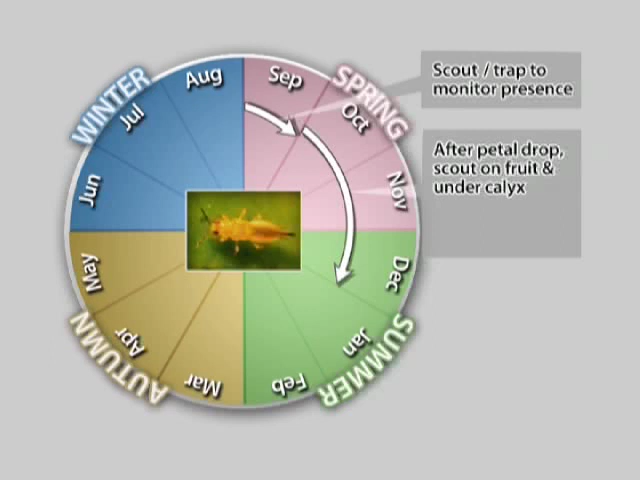 WINTER
SPRING
SUMMER
AUTUMN
Aug
Sep
Oct
Nov
Dec
Jan
Feb
Mar
Apr
May
Jun
Jul
Scout / trap to
monitor presence
After petal drop,
scout on fruit &
under calyx